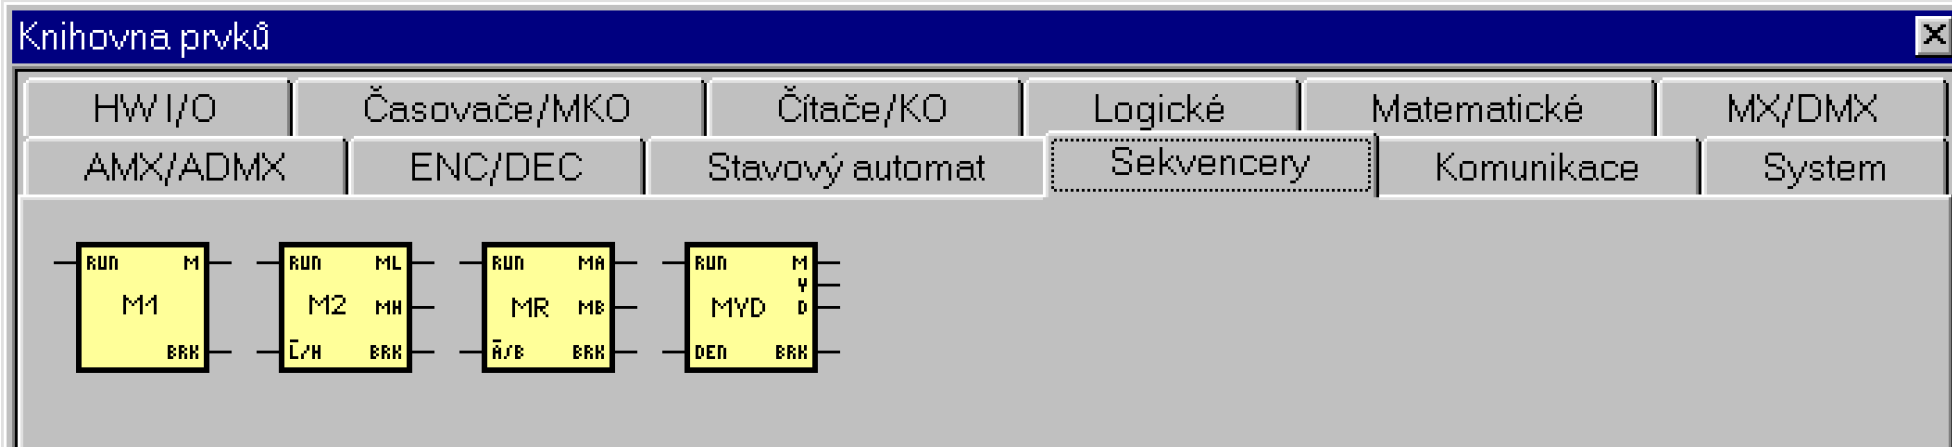 Knihovna prvků
HW I/O Časovače/MKO Čítače/KO Logické Matematické MX/DMX
AMX/ADMX ENC/DEC Stavový automat Sekvencery Komunikace System
RUN M RUN ML RUN MA RUN M
Y
M1 M2 MH MR MB MYD D
BRK L̅/H BRK A̅/B BRK DEN BRK